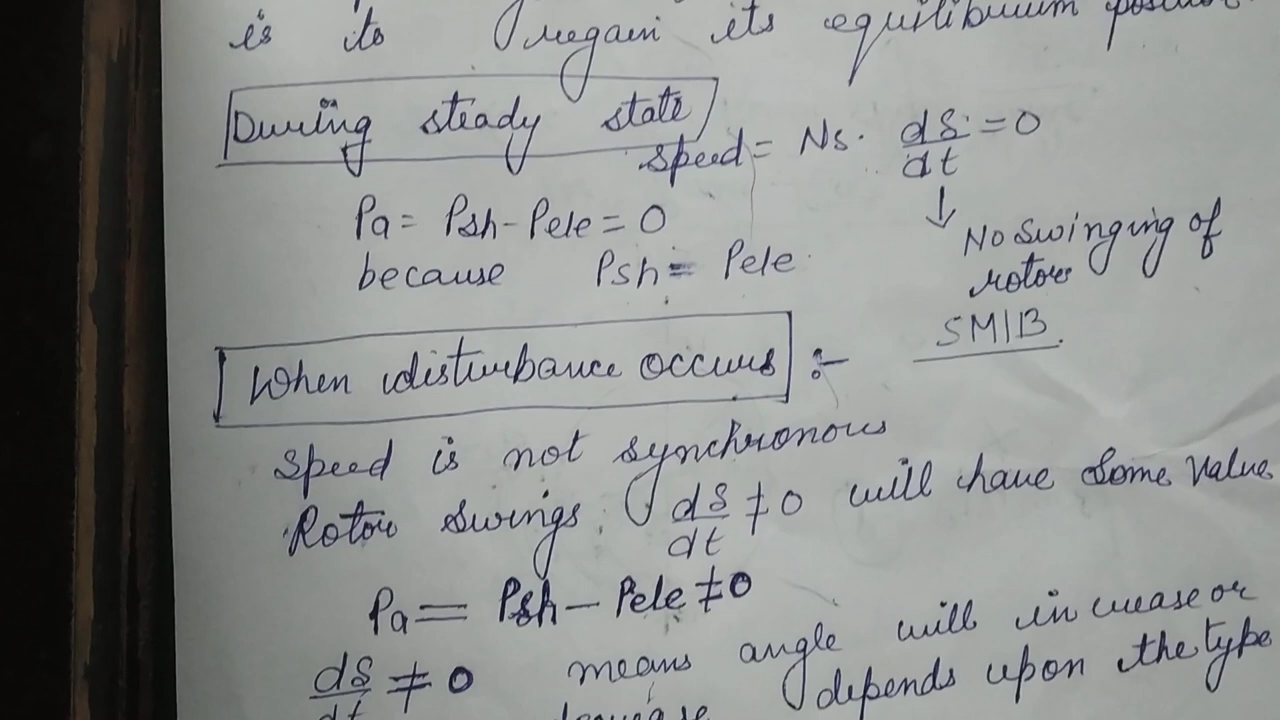 is to regain its equilibrium
During steady state
speed = Ns. dδ/dt = 0
Pa = Psh - Pele = 0
↓ No swinging of rotor
because Psh = Pele
SMIB.
When disturbance occurs :-
speed is not synchronous
Rotor swings. dδ/dt ≠ 0 will have some value
Pa = Psh - Pele ≠ 0
dδ/dt ≠ 0 means angle will increase or
decrease depends upon the type